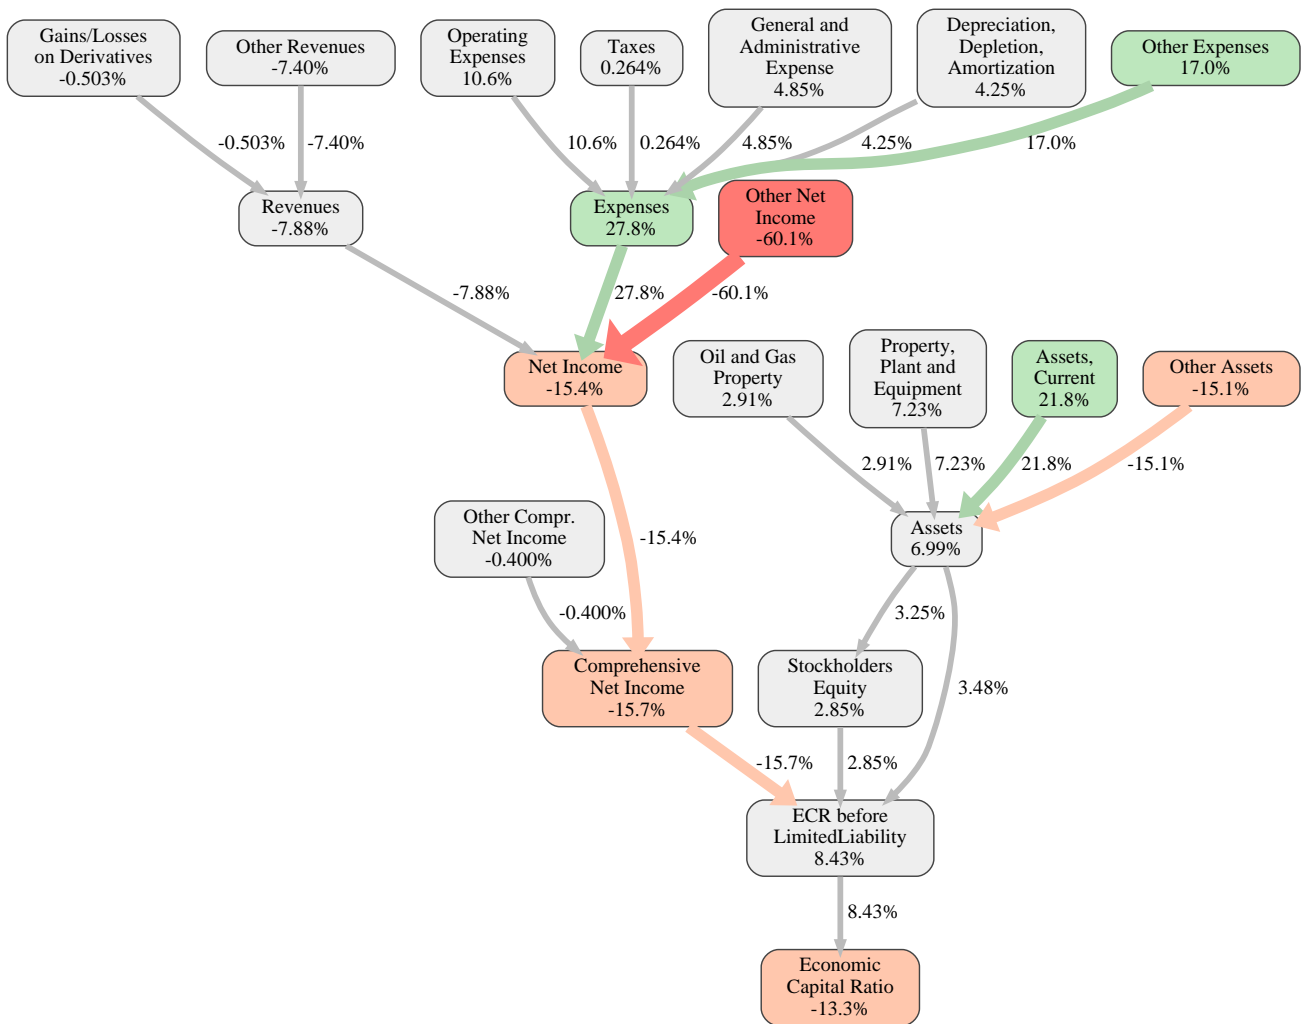 Gains/Losses
on Derivatives
-0.503%
Other Revenues
-7.40%
Operating
Expenses
10.6%
Taxes
0.264%
General and
Administrative
Expense
4.85%
Depreciation,
Depletion,
Amortization
4.25%
Other Expenses
17.0%
-0.503%
-7.40%
10.6%
0.264%
4.85%
4.25%
17.0%
Revenues
-7.88%
Expenses
27.8%
Other Net
Income
-60.1%
-7.88%
27.8%
-60.1%
Net Income
-15.4%
Oil and Gas
Property
2.91%
Property,
Plant and
Equipment
7.23%
Assets,
Current
21.8%
Other Assets
-15.1%
2.91%
7.23%
21.8%
-15.1%
Other Compr.
Net Income
-0.400%
-15.4%
Assets
6.99%
-0.400%
3.25%
3.48%
Comprehensive
Net Income
-15.7%
Stockholders
Equity
2.85%
-15.7%
2.85%
ECR before
LimitedLiability
8.43%
8.43%
Economic
Capital Ratio
-13.3%